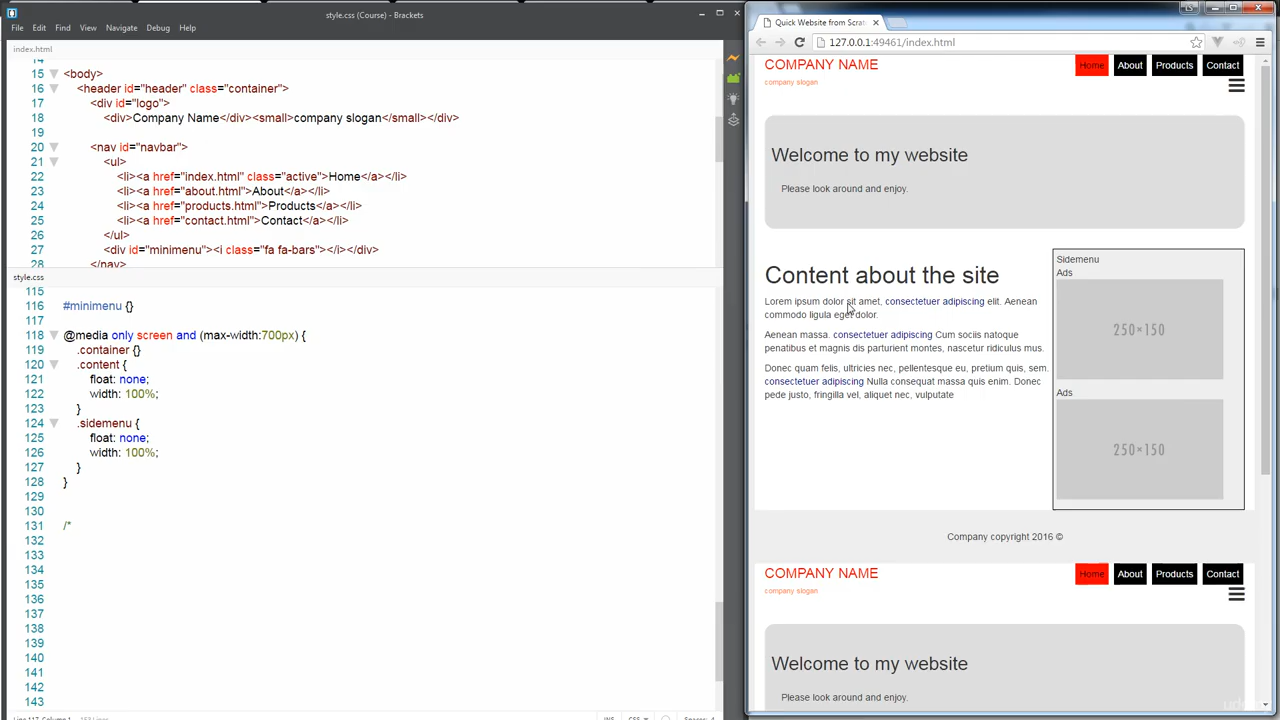 style.css (Course) - Brackets
File Edit View Navigate Debug Help
index.html
14
15 <body>
16 <header id="header" class="container">
17 <div id="logo">
18 <div>Company Name</div><small>company slogan</small></div>
19
20 <nav id="navbar">
21 <ul>
22 <li><a href="index.html" class="active">Home</a></li>
23 <li><a href="about.html">About</a></li>
24 <li><a href="products.html">Products</a></li>
25 <li><a href="contact.html">Contact</a></li>
26 </ul>
27 <div id="minimenu"><i class="fa fa-bars"></i></div>
28 </nav>
style.css
115
116 #minimenu {}
117
118 @media only screen and (max-width:700px) {
119 .container {}
120 .content {
121 float: none;
122 width: 100%;
123 }
124 .sidemenu {
125 float: none;
126 width: 100%;
127 }
128 }
129
130
131 /*
132
133
134
135
136
137
138
139
140
141
142
143
Quick Website from Scrat
127.0.0.1:49461/index.html
COMPANY NAME
company slogan
Home About Products Contact
Welcome to my website
Please look around and enjoy.
Content about the site
Lorem ipsum dolor sit amet, consectetuer adipiscing elit. Aenean
commodo ligula eget dolor.
Aenean massa. consectetuer adipiscing Cum sociis natoque
penatibus et magnis dis parturient montes, nascetur ridiculus mus.
Donec quam felis, ultricies nec, pellentesque eu, pretium quis, sem.
consectetuer adipiscing Nulla consequat massa quis enim. Donec
pede justo, fringilla vel, aliquet nec, vulputate
Sidemenu
Ads
250×150
Ads
250×150
Company copyright 2016 ©
COMPANY NAME
company slogan
Home About Products Contact
Welcome to my website
Please look around and enjoy.